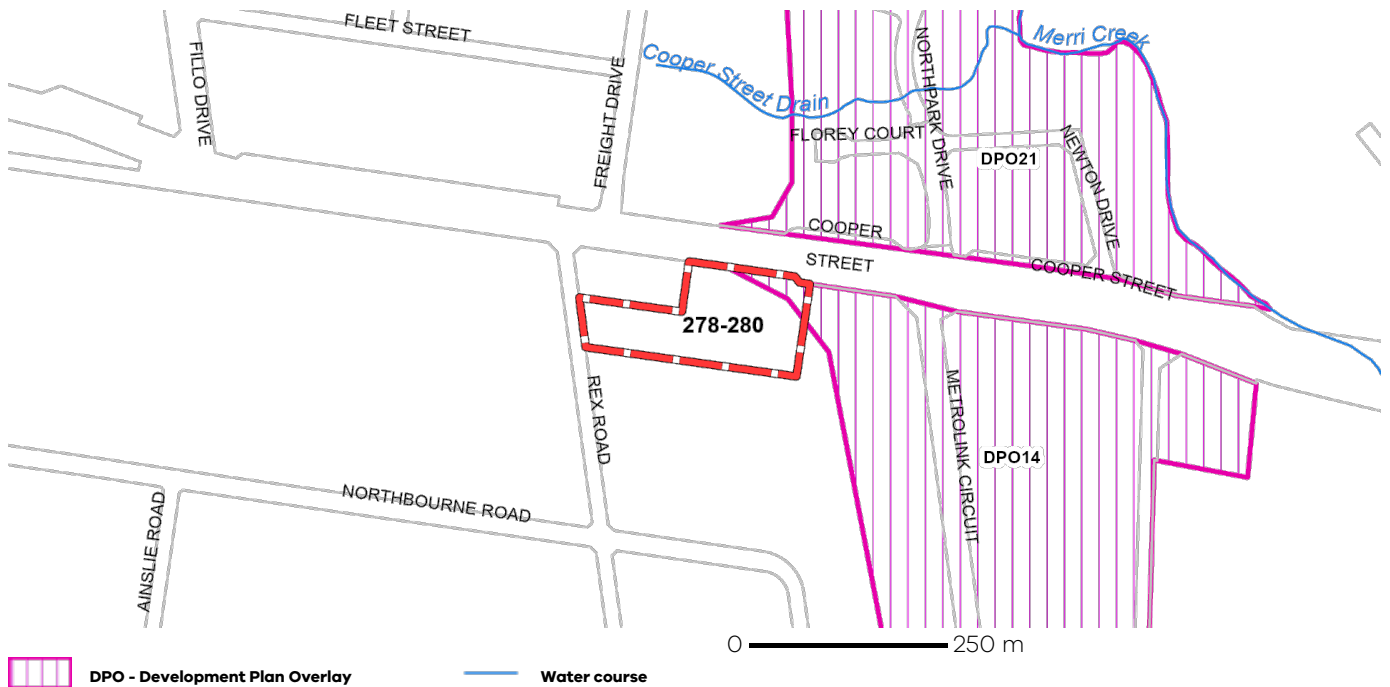 FLEET STREET
FILLO DRIVE
FREIGHT DRIVE
Cooper Street Drain
Merri Creek
NORTHPARK DRIVE
FLOREY COURT
NEWTON DRIVE
DPO21
COOPER
STREET
COOPER STREET
278-280
REX ROAD
METROLINK CIRCUIT
DPO14
NORTHBOURNE ROAD
AINSLIE ROAD
0 250 m
DPO - Development Plan Overlay
Water course